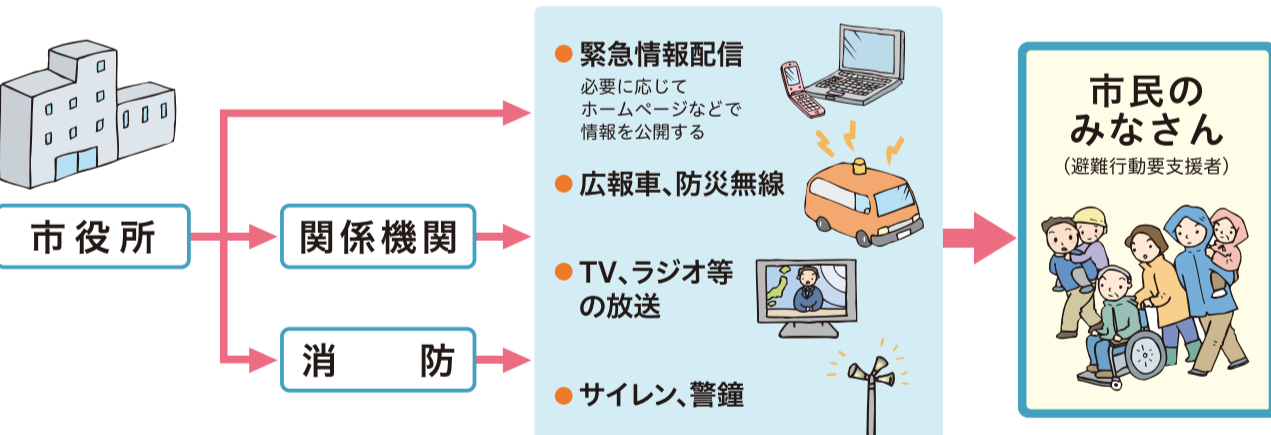 市役所
関係機関
消防
緊急情報配信
必要に応じて
ホームページなどで
情報を公開する
広報車、防災無線
TV、ラジオ等
の放送
サイレン、警鐘
市民の
みなさん
(避難行動要支援者)